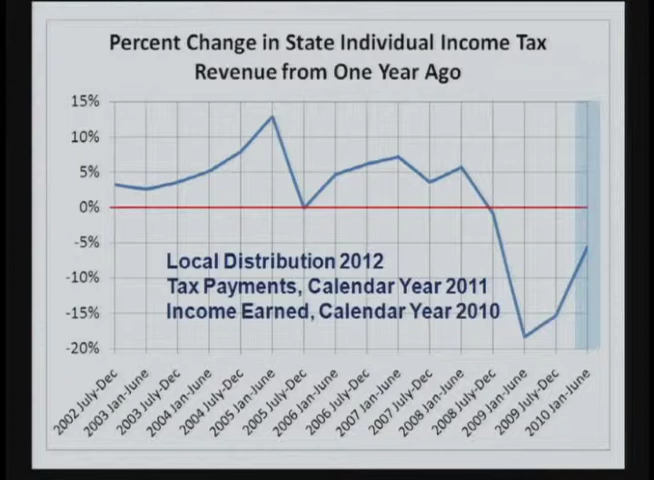 Percent Change in State Individual Income Tax
Revenue from One Year Ago
15%
10%
5%
0%
-5%
-10%
-15%
-20%
Local Distribution 2012
Tax Payments, Calendar Year 2011
Income Earned, Calendar Year 2010
2002 July-Dec
2003 Jan-June
2003 July-Dec
2004 Jan-June
2004 July-Dec
2005 Jan-June
2005 July-Dec
2006 Jan-June
2006 July-Dec
2007 Jan-June
2007 July-Dec
2008 Jan-June
2008 July-Dec
2009 Jan-June
2009 July-Dec
2010 Jan-June